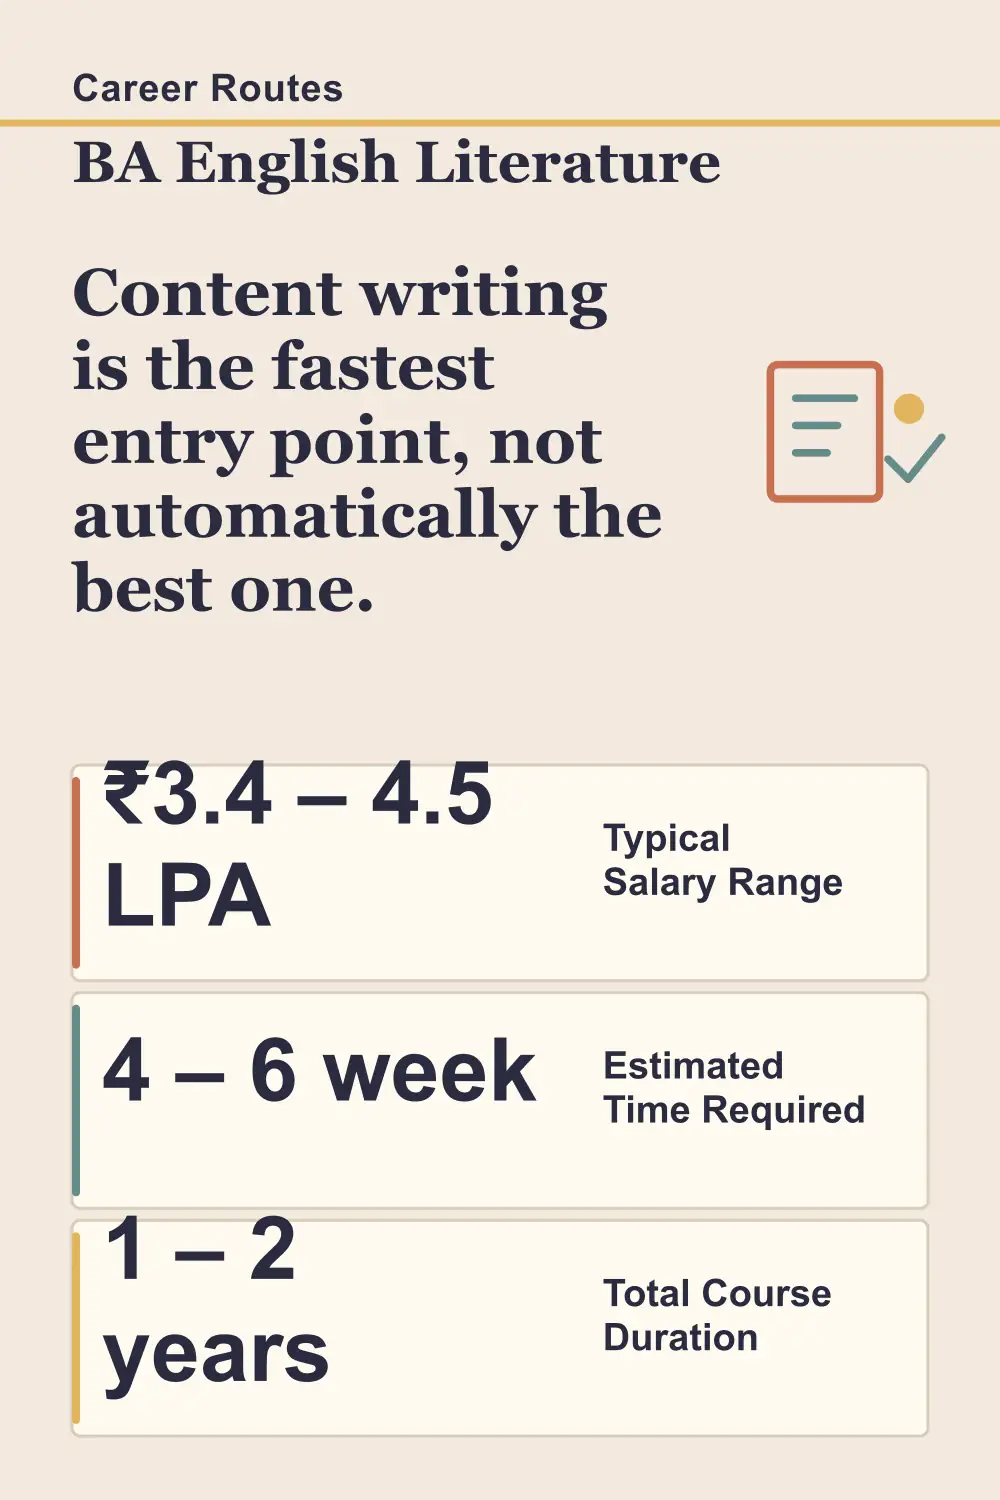 Career Routes
BA English Literature
Content writing
is the fastest
entry point, not
automatically the
best one.
₹3.4 – 4.5
LPA
Typical
Salary Range
4 – 6 week
Estimated
Time Required
1 – 2
years
Total Course
Duration